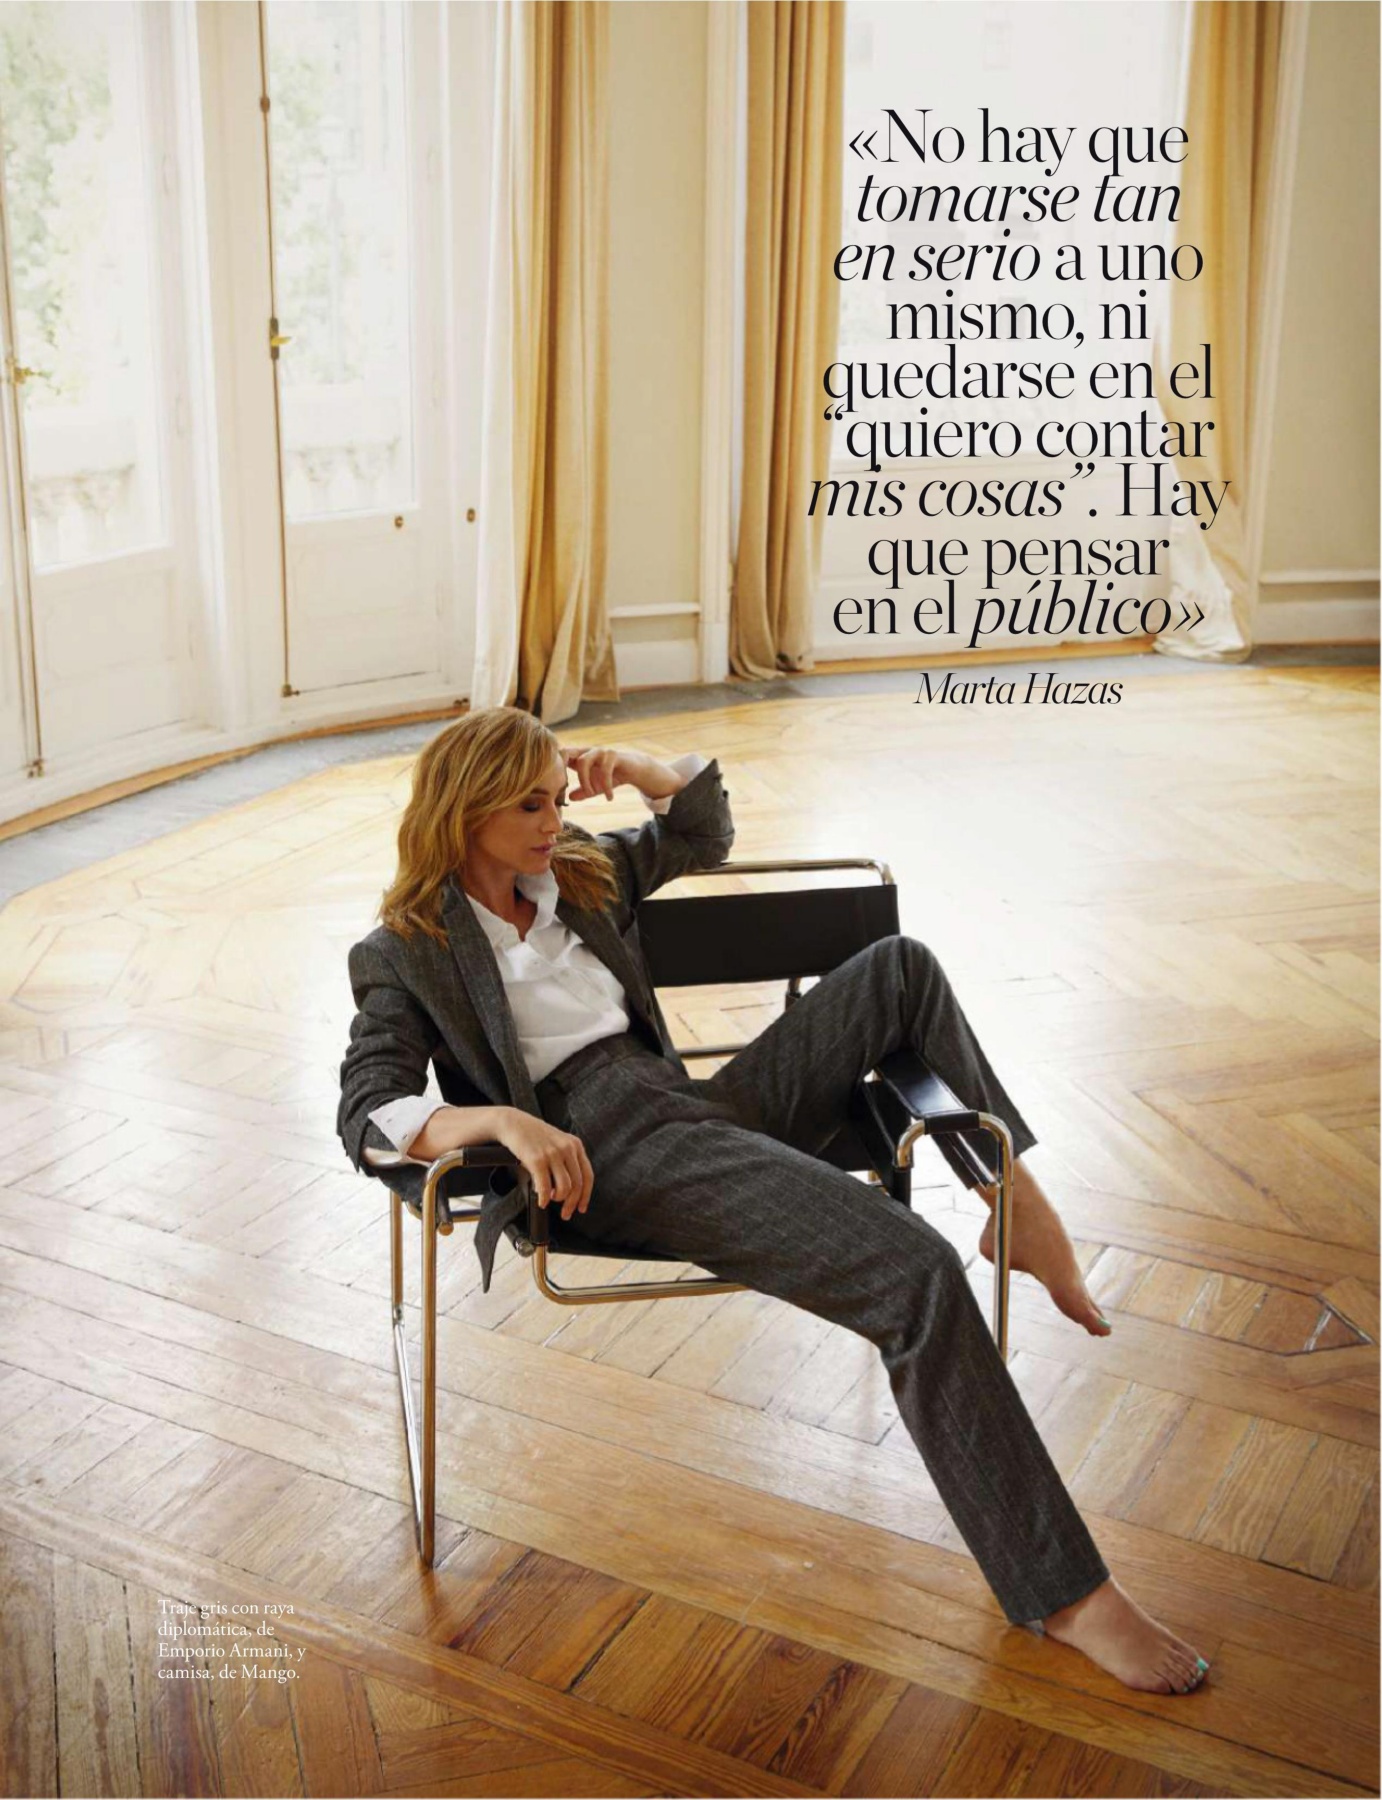 «No hay que
tomarse tan
en serio a uno
mismo, ni
quedarse en el
“quiero contar
mis cosas”. Hay
que pensar
en el público»
Marta Hazas
Traje gris con raya
diplomática, de
Emporio Armani, y
camisa, de Mango.